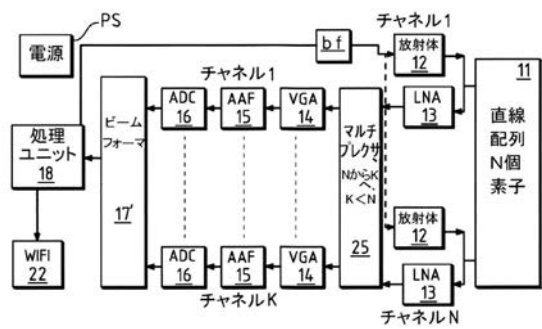 PS
電源
チャネル1
bf
放射体
12
11
直線
配列
N個
素子
チャネル1
ADC
16
AAF
15
VGA
14
LNA
13
ビーム
フォーマ
17'
マルチ
プレクサ、
NからK
へ,
K<N
25
処理
ユニット
18
WIFI
22
放射体
12
ADC
16
AAF
15
VGA
14
LNA
13
チャネルK
チャネルN